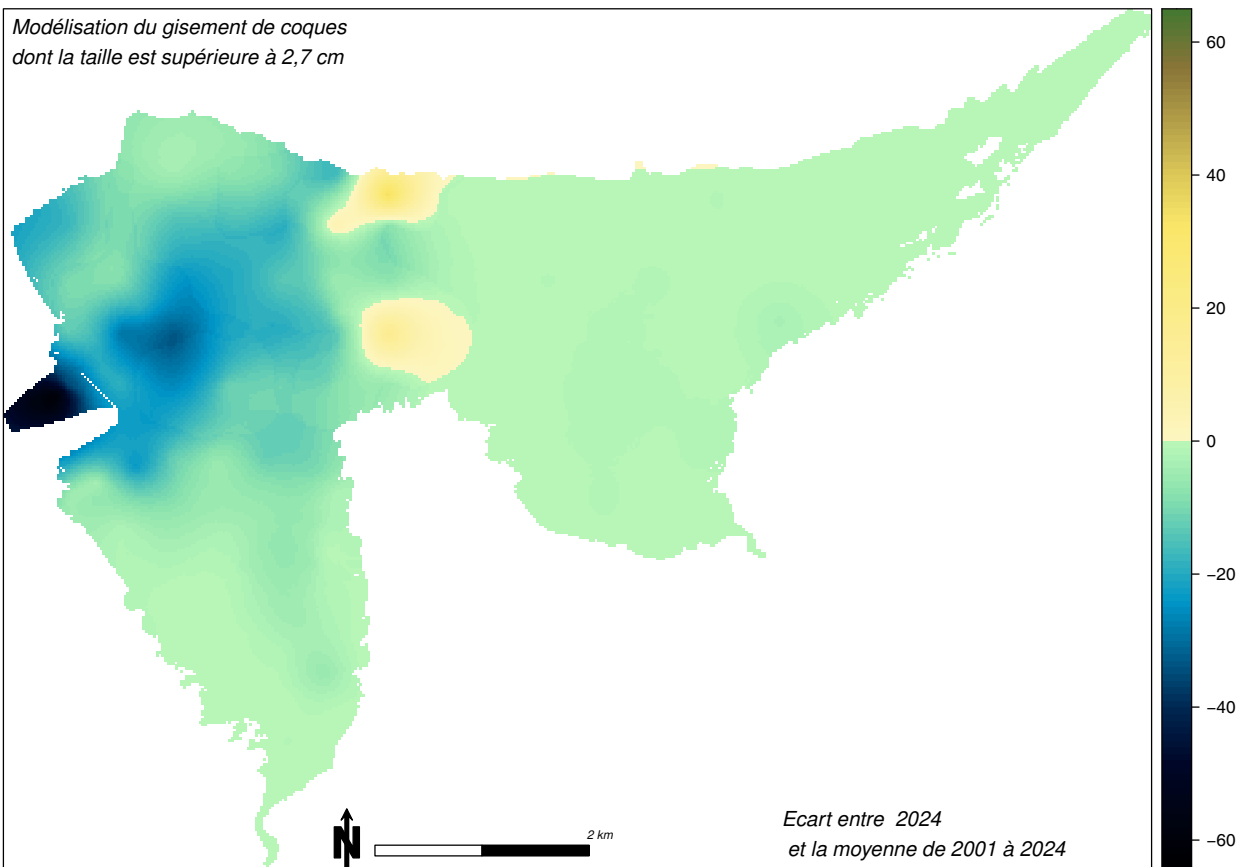 Modélisation du gisement de coques
dont la taille est supérieure à 2,7 cm
60
40
20
0
−20
−40
−60
N
2 km
Ecart entre 2024
et la moyenne de 2001 à 2024